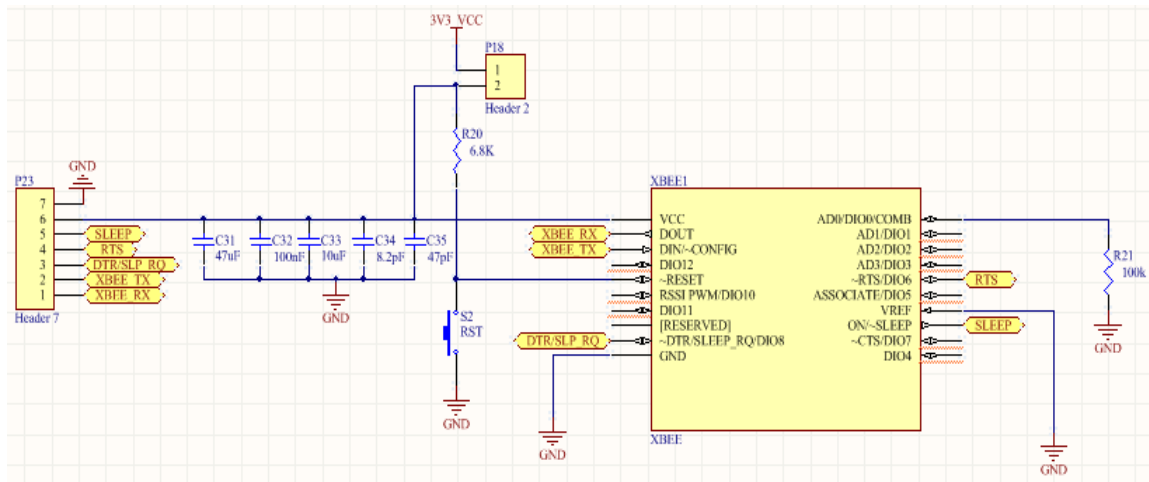 3V3_VCC
P18
1
2
Header 2
R20
6.8K
GND
P23
7
6
5
4
3
2
1
SLEEP
RTS
DTR/SLP_RQ
XBEE_TX
XBEE_RX
Header 7
C31
47uF
C32
100nF
C33
10uF
C34
8.2pF
C35
47pF
GND
S2
RST
GND
XBEE1
XBEE_RX
XBEE_TX
DTR/SLP_RQ
VCC
DOUT
DIN/~CONFIG
DIO12
~RESET
RSSI PWM/DIO10
DIO11
[RESERVED]
~DTR/SLEEP_RQ/DIO8
GND
AD0/DIO0/COMB
AD1/DIO1
AD2/DIO2
AD3/DIO3
~RTS/DIO6
ASSOCIATE/DIO5
VREF
ON/~SLEEP
~CTS/DIO7
DIO4
RTS
SLEEP
R21
100k
GND
XBEE
GND
GND